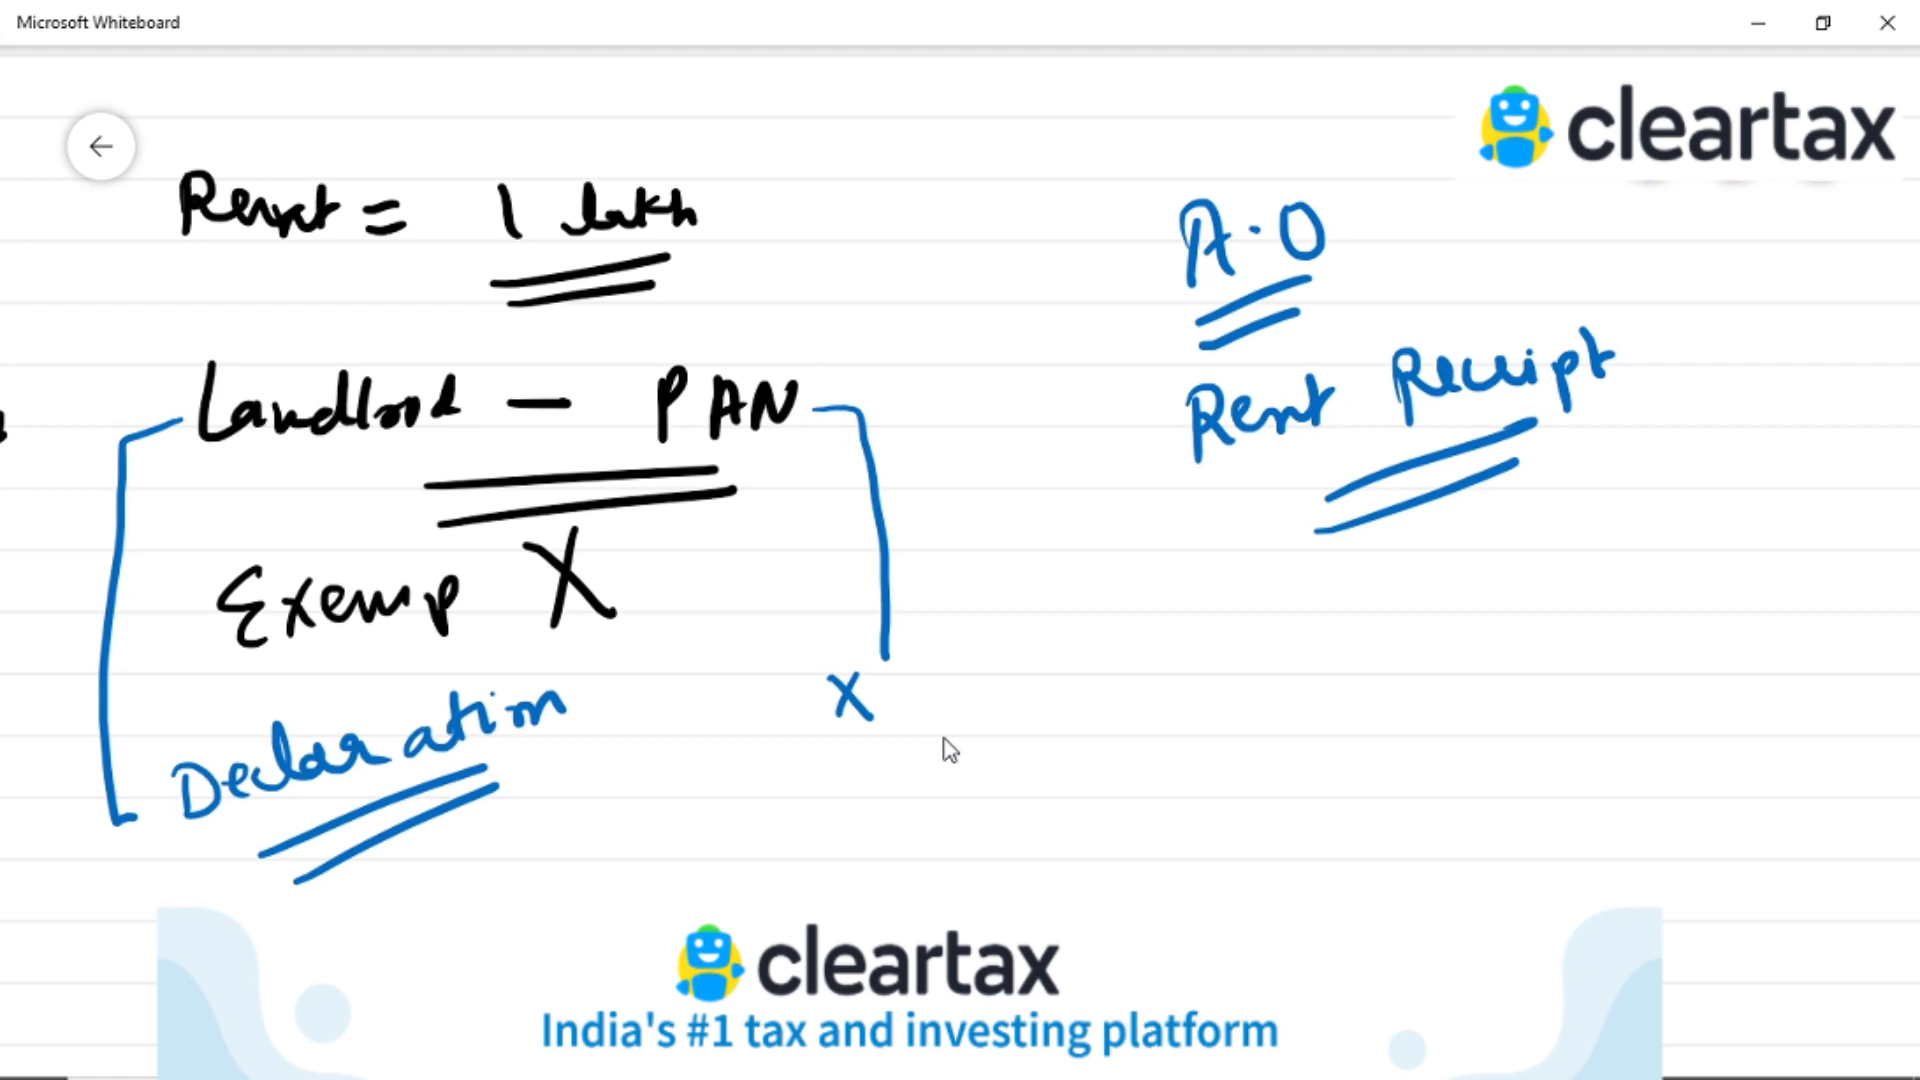 Microsoft Whiteboard
cleartax
Rent = 1 lakh
Landlord - PAN
Exemp X
Declaration
X
A.O
Rent Receipt
cleartax
India's #1 tax and investing platform